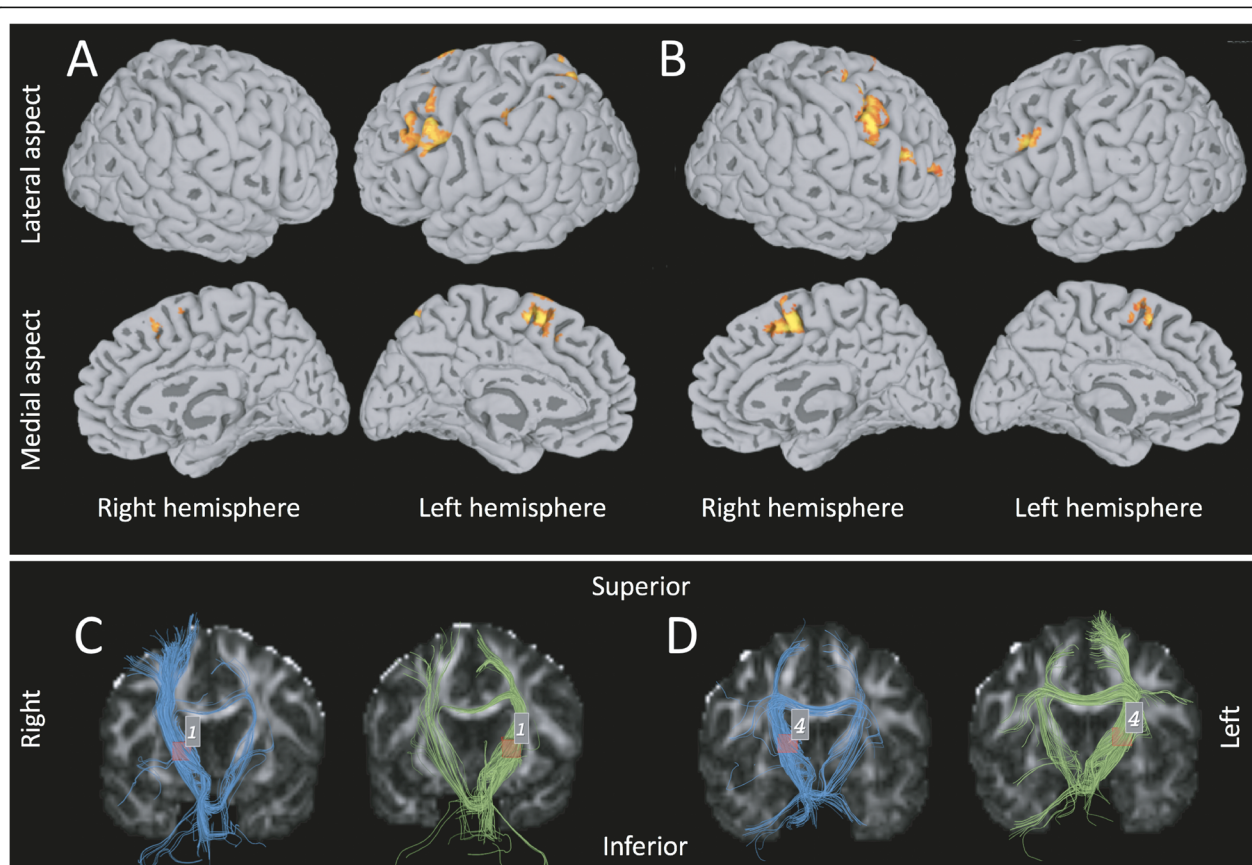 A
B
Lateral aspect
Medial aspect
Right hemisphere
Left hemisphere
Right hemisphere
Left hemisphere
Superior
C
D
Right
1
1
4
4
Left
Inferior